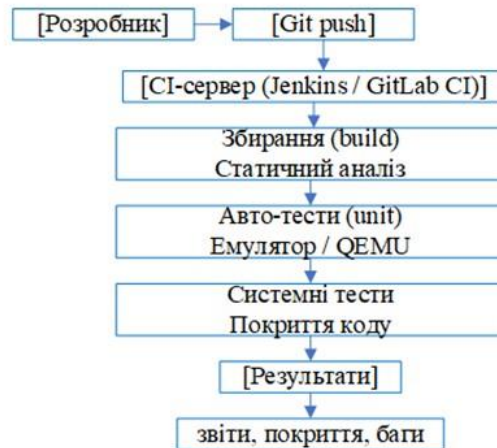 [Розробник]
[Git push]
[CI-сервер (Jenkins / GitLab CI)]
Збирання (build)
Статичний аналіз
Авто-тести (unit)
Емулятор / QEMU
Системні тести
Покриття коду
[Результати]
звіти, покриття, баги